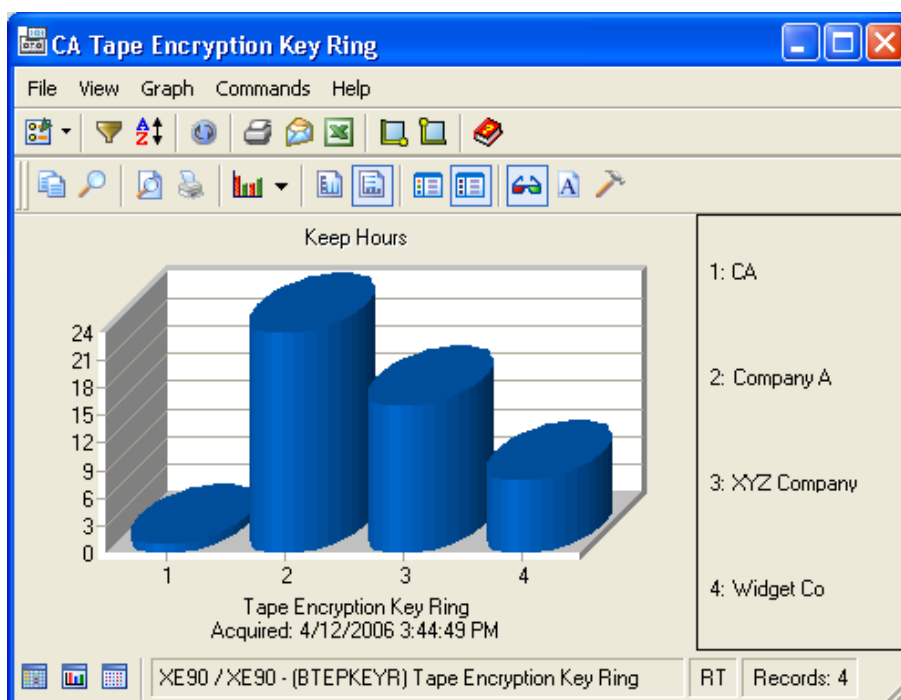 CA Tape Encryption Key Ring
File View Graph Commands Help
Keep Hours
24
21
18
15
12
9
6
3
0
1 2 3 4
Tape Encryption Key Ring
Acquired: 4/12/2006 3:44:49 PM
1: CA
2: Company A
3: XYZ Company
4: Widget Co
XE90 / XE90 - (BTEPKEYR) Tape Encryption Key Ring RT Records: 4